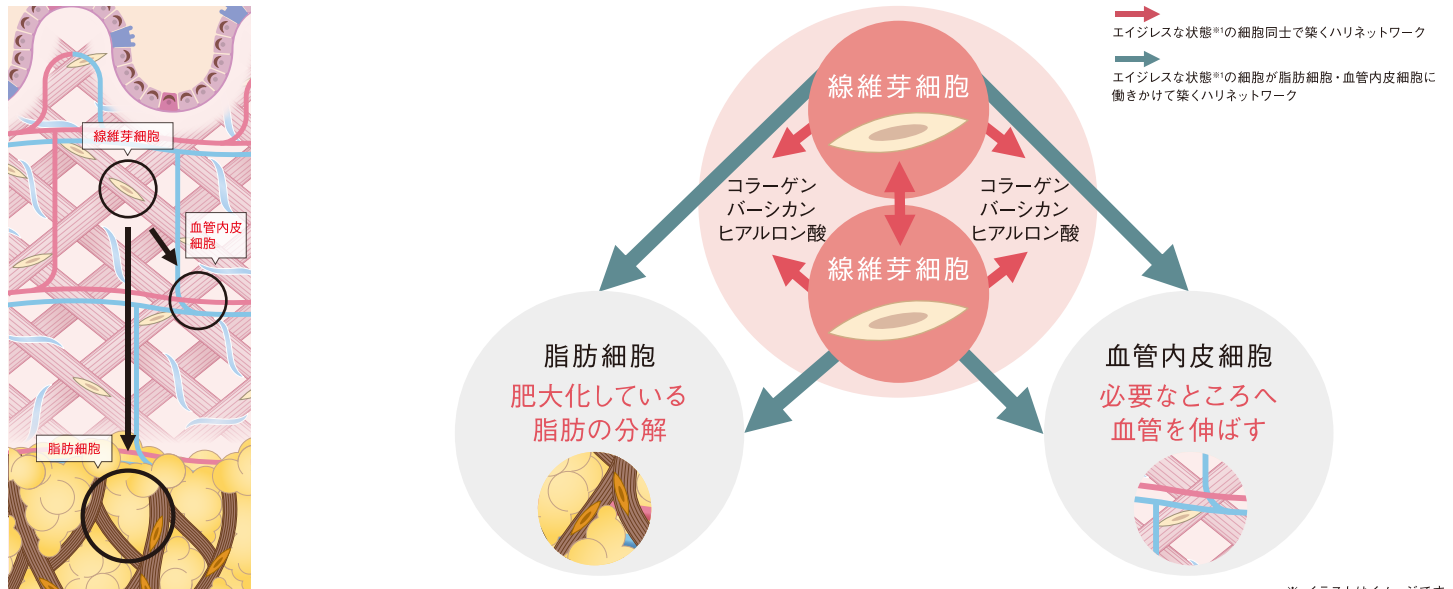 線維芽細胞
血管内皮
細胞
脂肪細胞
線維芽細胞
コラーゲン
バーシカン
ヒアルロン酸
コラーゲン
バーシカン
ヒアルロン酸
線維芽細胞
脂肪細胞
肥大化している
脂肪の分解
血管内皮細胞
必要なところへ
血管を伸ばす
エイジレスな状態※1の細胞同士で築くハリネットワーク
エイジレスな状態※1の細胞が脂肪細胞・血管内皮細胞に
働きかけて築くハリネットワーク